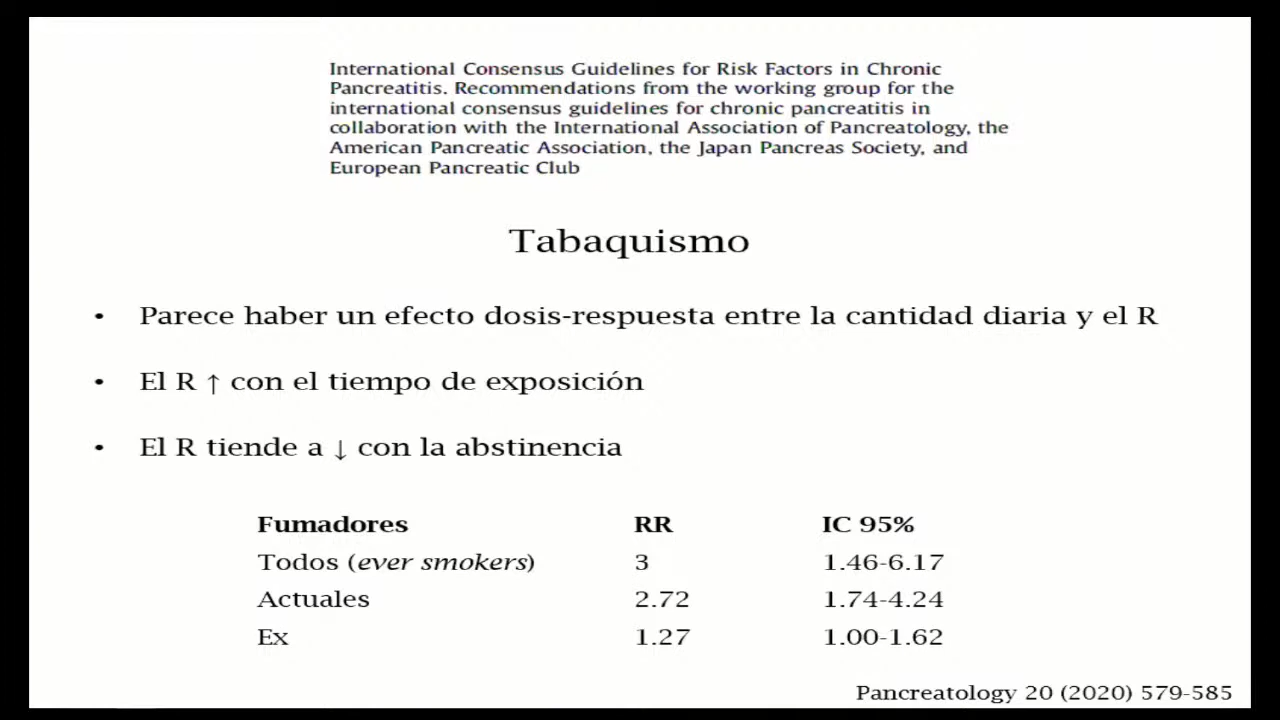 International Consensus Guidelines for Risk Factors in Chronic
Pancreatitis. Recommendations from the working group for the
international consensus guidelines for chronic pancreatitis in
collaboration with the International Association of Pancreatology, the
American Pancreatic Association, the Japan Pancreas Society, and
European Pancreatic Club
Tabaquismo
• Parece haber un efecto dosis-respuesta entre la cantidad diaria y el R
• El R ↑ con el tiempo de exposición
• El R tiende a ↓ con la abstinencia
Fumadores RR IC 95%
Todos (ever smokers) 3 1.46-6.17
Actuales 2.72 1.74-4.24
Ex 1.27 1.00-1.62
Pancreatology 20 (2020) 579-585